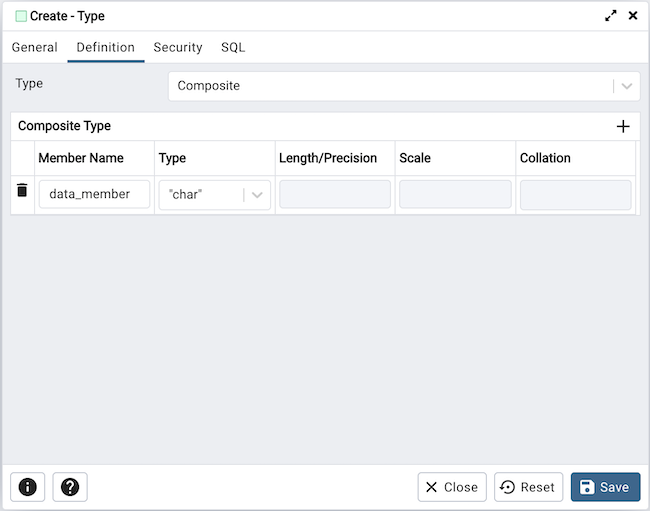 Create - Type
General Definition Security SQL
Type Composite
Composite Type
Member Name Type Length/Precision Scale Collation
data_member "char"
Close Reset Save